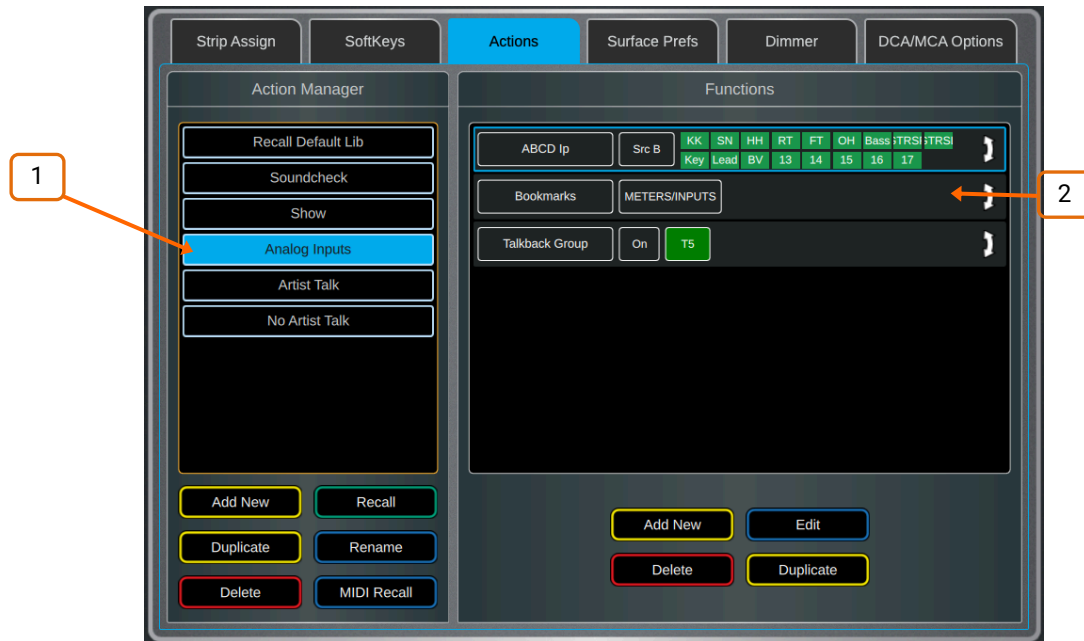 Strip Assign SoftKeys Actions Surface Prefs Dimmer DCA/MCA Options
Action Manager
Recall Default Lib
Soundcheck
Show
Analog Inputs
Artist Talk
No Artist Talk
Add New Recall
Duplicate Rename
Delete MIDI Recall
Functions
ABCD Ip Src B
KK SN HH RT FT OH Bass STRS STRS
Key Lead BV 13 14 15 16 17
Bookmarks METERS/INPUTS
Talkback Group On T5
Add New Edit
Delete Duplicate
1
2